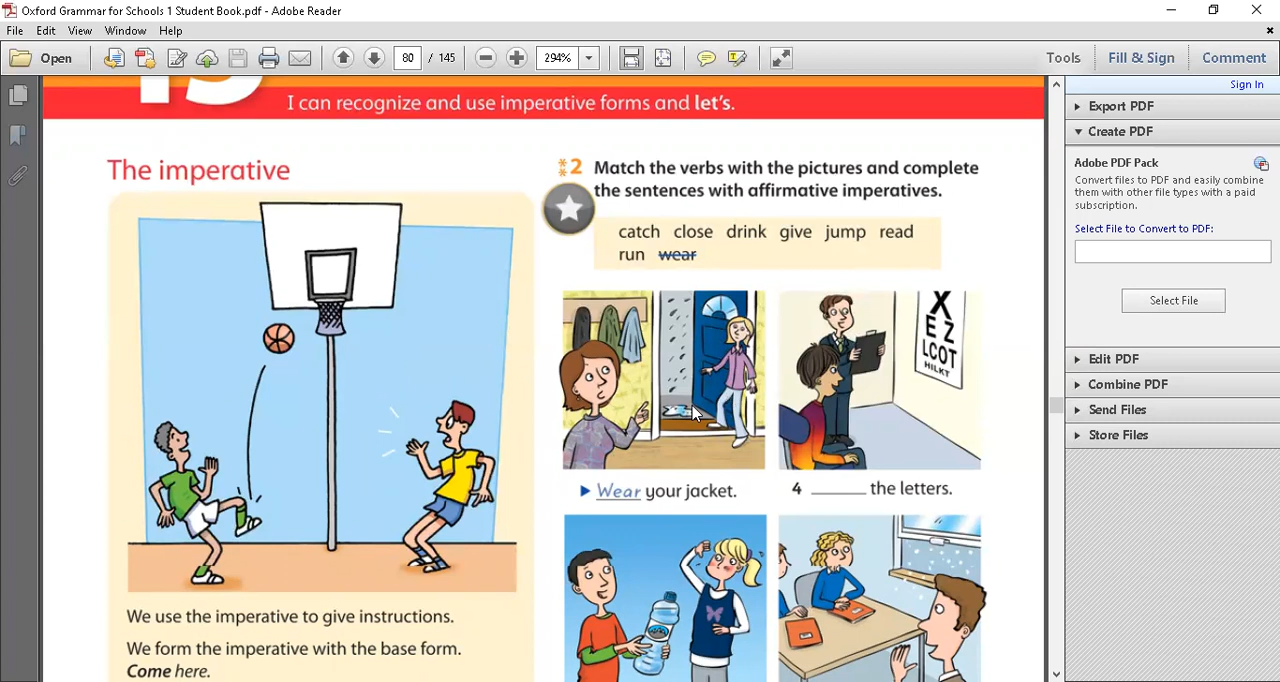 Oxford Grammar for Schools 1 Student Book.pdf - Adobe Reader
File Edit View Window Help
Open 80 / 145 294% Tools Fill & Sign Comment
Sign In
Export PDF
Create PDF
Adobe PDF Pack
Convert files to PDF and easily combine
them with other file types with a paid
subscription.
Select File to Convert to PDF:
Select File
Edit PDF
Combine PDF
Send Files
Store Files
I can recognize and use imperative forms and let's.
The imperative
We use the imperative to give instructions.
We form the imperative with the base form.
Come here.
2 Match the verbs with the pictures and complete
the sentences with affirmative imperatives.
catch close drink give jump read
run wear
X
E Z
LCOT
HILKT
Wear your jacket.
4 ______ the letters.